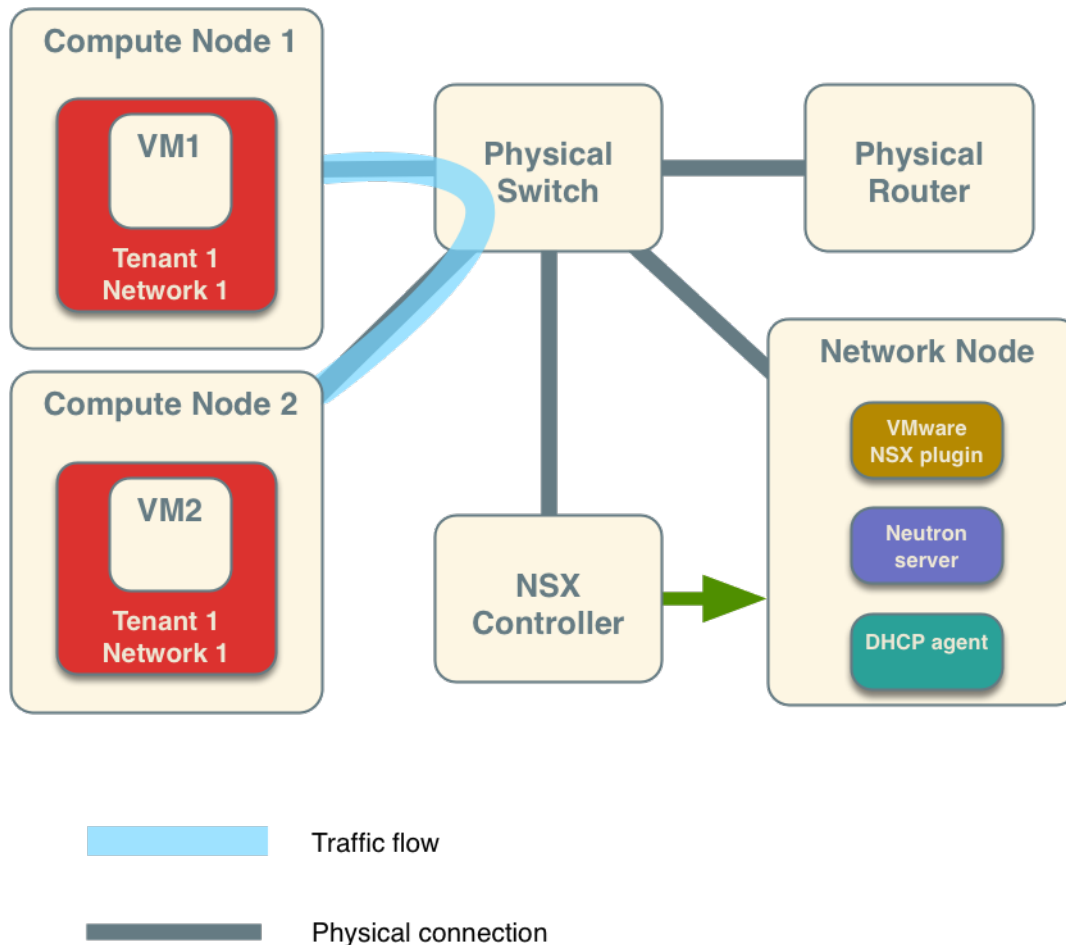 Compute Node 1
VM1
Tenant 1
Network 1
Physical
Switch
Physical
Router
Compute Node 2
VM2
Tenant 1
Network 1
NSX
Controller
Network Node
VMware
NSX plugin
Neutron
server
DHCP agent
Traffic flow
Physical connection